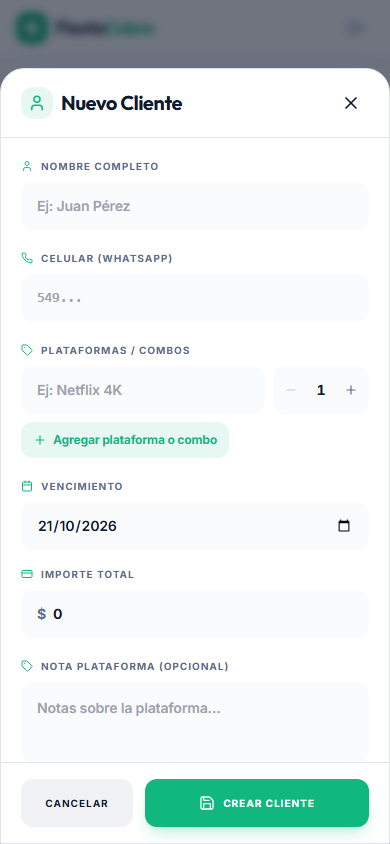 Nuevo Cliente
NOMBRE COMPLETO
Ej: Juan Pérez
CELULAR (WHATSAPP)
549...
PLATAFORMAS / COMBOS
Ej: Netflix 4K
1
Agregar plataforma o combo
VENCIMIENTO
21/10/2026
IMPORTE TOTAL
$ 0
NOTA PLATAFORMA (OPCIONAL)
Notas sobre la plataforma...
CANCELAR
CREAR CLIENTE